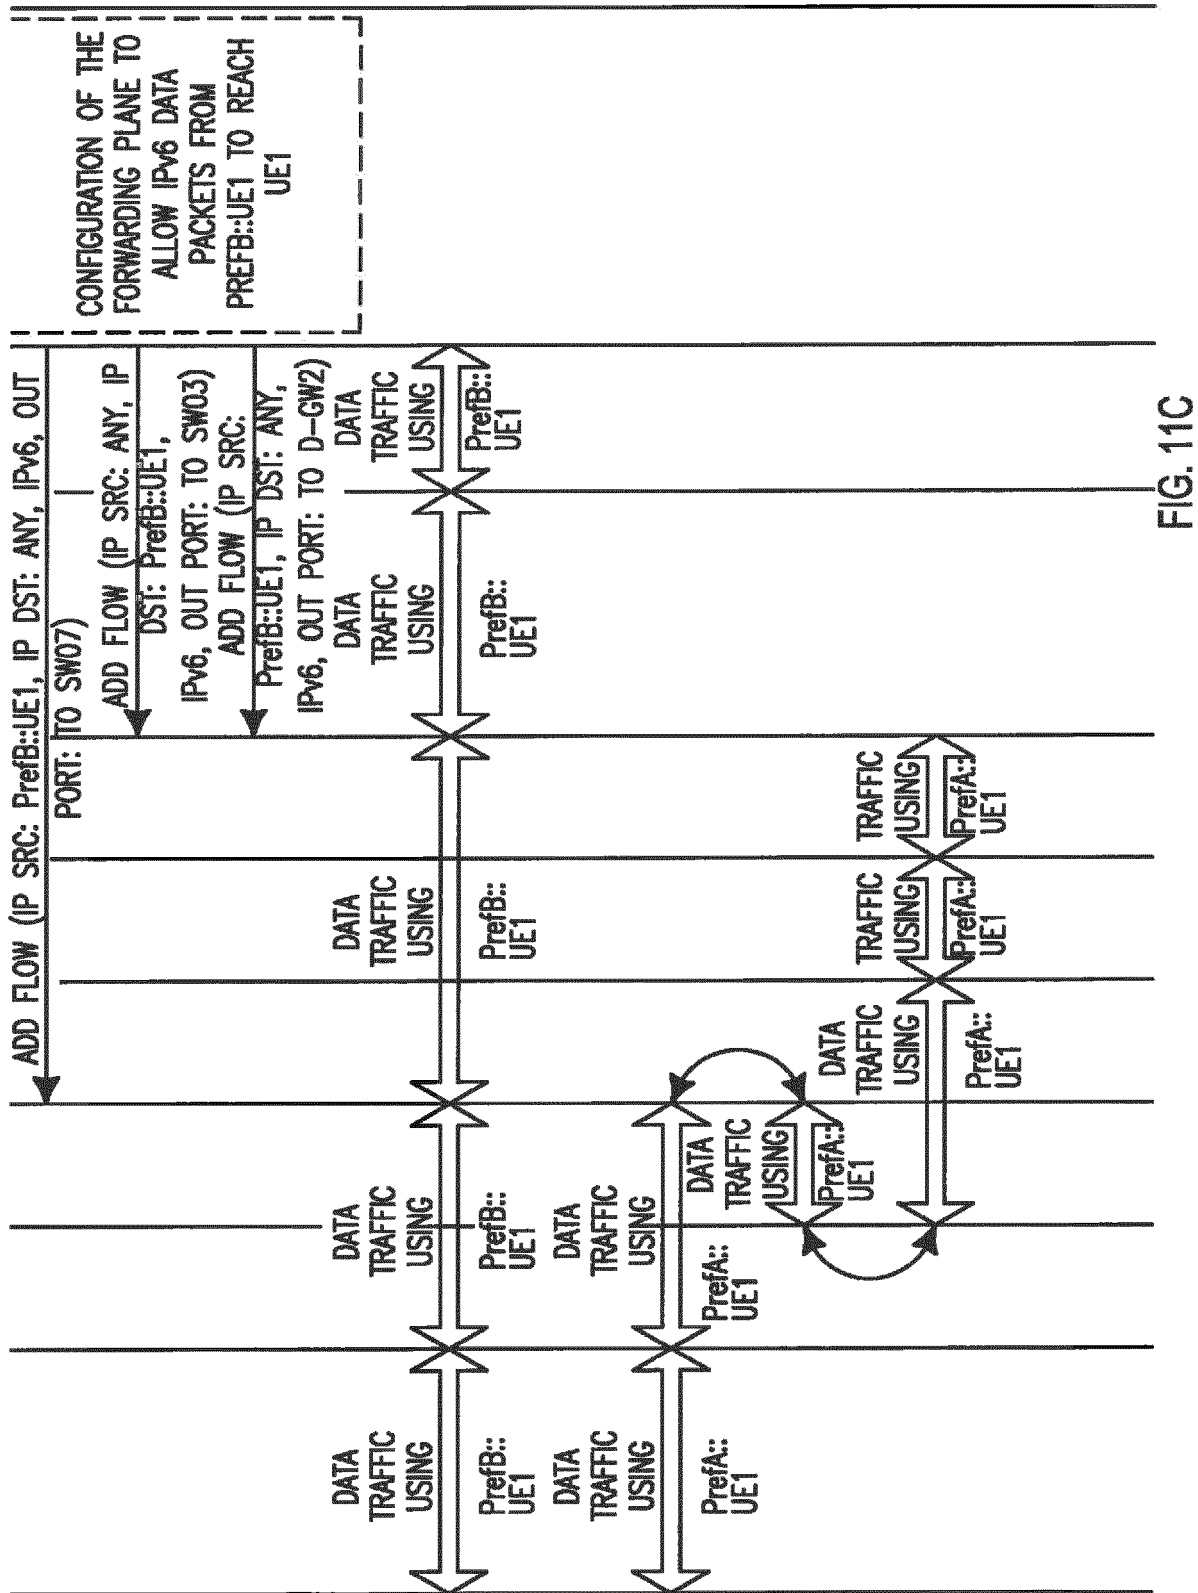 ADD FLOW (IP SRC: PrefB::UE1, IP DST: ANY, IPv6, OUT
PORT: TO SW07)
ADD FLOW (IP SRC: ANY, IP
DST: PrefB::UE1,
IPv6, OUT PORT: TO SW03)
ADD FLOW (IP SRC:
PrefB::UE1, IP DST: ANY,
IPv6, OUT PORT: TO D-GW2)
CONFIGURATION OF THE
FORWARDING PLANE TO
ALLOW IPv6 DATA
PACKETS FROM
PREFB::UE1 TO REACH
UE1
DATA
TRAFFIC
USING
PrefB::
UE1
DATA
TRAFFIC
USING
PrefB::
UE1
DATA
TRAFFIC
USING
PrefB::
UE1
DATA
TRAFFIC
USING
PrefB::
UE1
DATA
TRAFFIC
USING
PrefB::
UE1
DATA
TRAFFIC
USING
PrefA::
UE1
DATA
TRAFFIC
USING
PrefA::
UE1
DATA
TRAFFIC
USING
PrefA::
UE1
DATA
TRAFFIC
USING
PrefA::
UE1
TRAFFIC
USING
PrefA::
UE1
TRAFFIC
USING
PrefA::
UE1
FIG. 11C